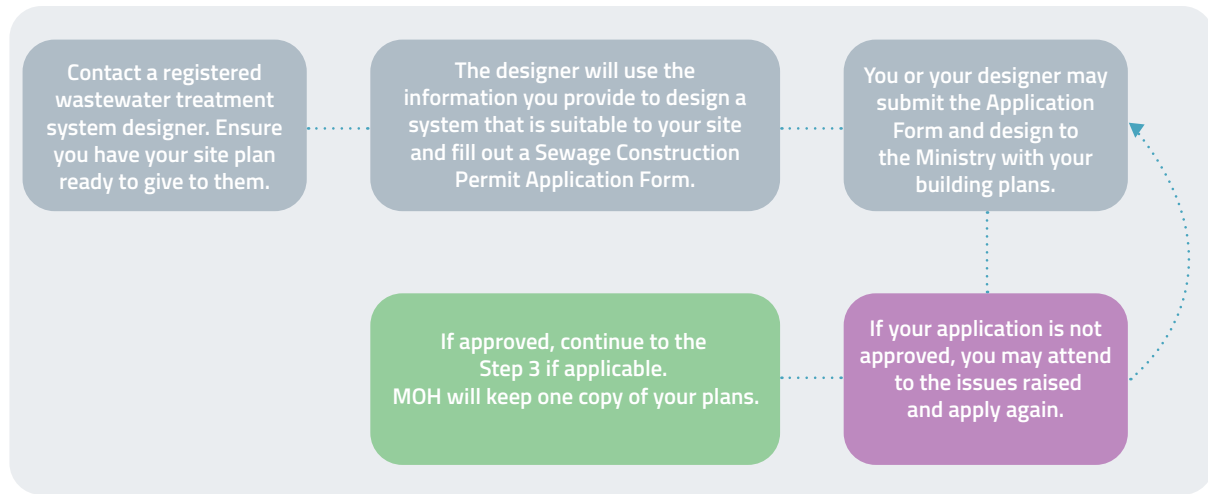 Contact a registered
wastewater treatment
system designer. Ensure
you have your site plan
ready to give to them.
The designer will use the
information you provide to design a
system that is suitable to your site
and fill out a Sewage Construction
Permit Application Form.
You or your designer may
submit the Application
Form and design to
the Ministry with your
building plans.
If your application is not
approved, you may attend
to the issues raised
and apply again.
If approved, continue to the
Step 3 if applicable.
MOH will keep one copy of your plans.